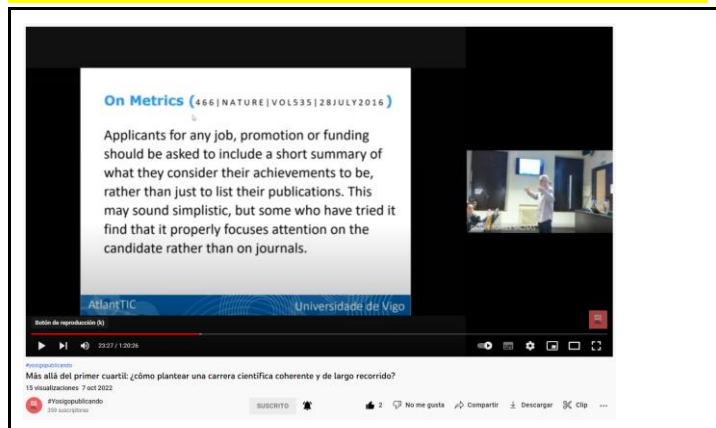 On Metrics (466|NATURE|VOL535|28JULY2016)
Applicants for any job, promotion or funding
should be asked to include a short summary of
what they consider their achievements to be,
rather than just to list their publications. This
may sound simplistic, but some who have tried it
find that it properly focuses attention on the
candidate rather than on journals.
AtlantTIC
Universidade de Vigo
Botón de reproducción (k)
23:27 / 1:20:26
#yosigopublicando
Más allá del primer cuartil: ¿cómo plantear una carrera científica coherente y de largo recorrido?
15 visualizaciones 7 oct 2022
#Yosigopublicando
359 suscriptores
SUSCRITO
2
No me gusta
Compartir
Descargar
Clip